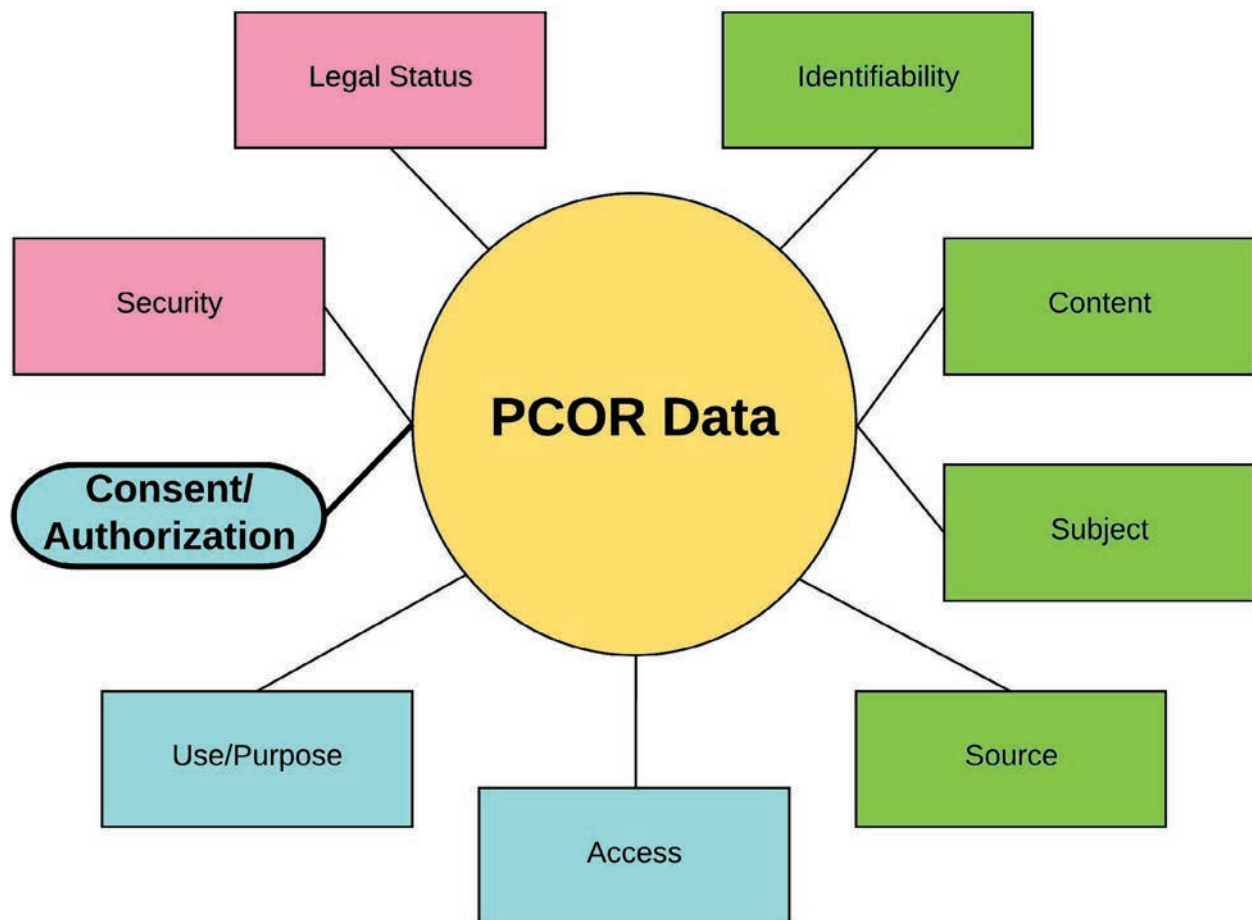 Legal Status
Identifiability
Security
Content
PCOR Data
Consent/
Authorization
Subject
Use/Purpose
Source
Access